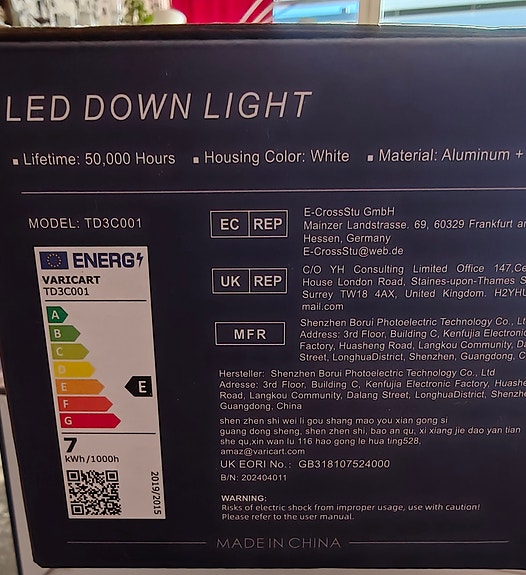 LED DOWN LIGHT
▪ Lifetime: 50,000 Hours ▪ Housing Color: White ▪ Material: Aluminum +
MODEL: TD3C001
ENERG
VARICART
TD3C001
A
B
C
D
E
F
G
E
7
kWh/1000h
2019/2015
EC REP
E-CrossStu GmbH
Mainzer Landstrasse. 69, 60329 Frankfurt
Hessen, Germany
E-CrossStu@web.de
UK REP
C/O YH Consulting Limited Office 147,
House London Road, Staines-upon-Thames
Surrey TW18 4AX, United Kingdom.
mail.com
MFR
Shenzhen Borui Photoelectric Technology Co.,
Address: 3rd Floor, Building C, Kenfujia Electronic
Factory, Huasheng Road, Langkou Community,
Street, LonghuaDistrict, Shenzhen, Guangdong,
Hersteller: Shenzhen Borui Photoelectric Technology Co., Ltd
Adresse: 3rd Floor, Building C, Kenfujia Electronic Factory,
Road, Langkou Community, Dalang Street, LonghuaDistrict,
Guangdong, China
shen zhen shi wei li gou shang mao you xian gong si
guang dong sheng, shen zhen shi, bao an qu, xi xiang jie dao yan tian
she qu,xin wan lu 116 hao gong le hua ting528,
amaz@varicart.com
UK EORI No.: GB318107524000
B/N: 202404011
WARNING:
Risks of electric shock from improper usage, use with caution!
Please refer to the user manual.
MADE IN CHINA